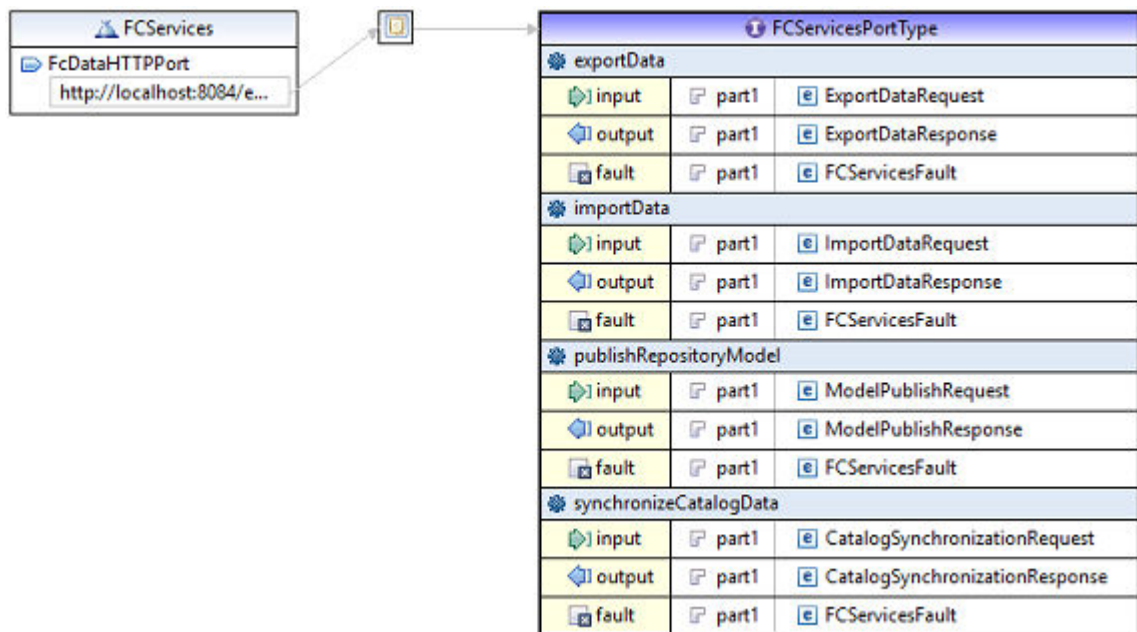 FCServices
FcDataHTTPPort
http://localhost:8084/e...
FCServicesPortType
exportData
input part1 ExportDataRequest
output part1 ExportDataResponse
fault part1 FCServicesFault
importData
input part1 ImportDataRequest
output part1 ImportDataResponse
fault part1 FCServicesFault
publishRepositoryModel
input part1 ModelPublishRequest
output part1 ModelPublishResponse
fault part1 FCServicesFault
synchronizeCatalogData
input part1 CatalogSynchronizationRequest
output part1 CatalogSynchronizationResponse
fault part1 FCServicesFault